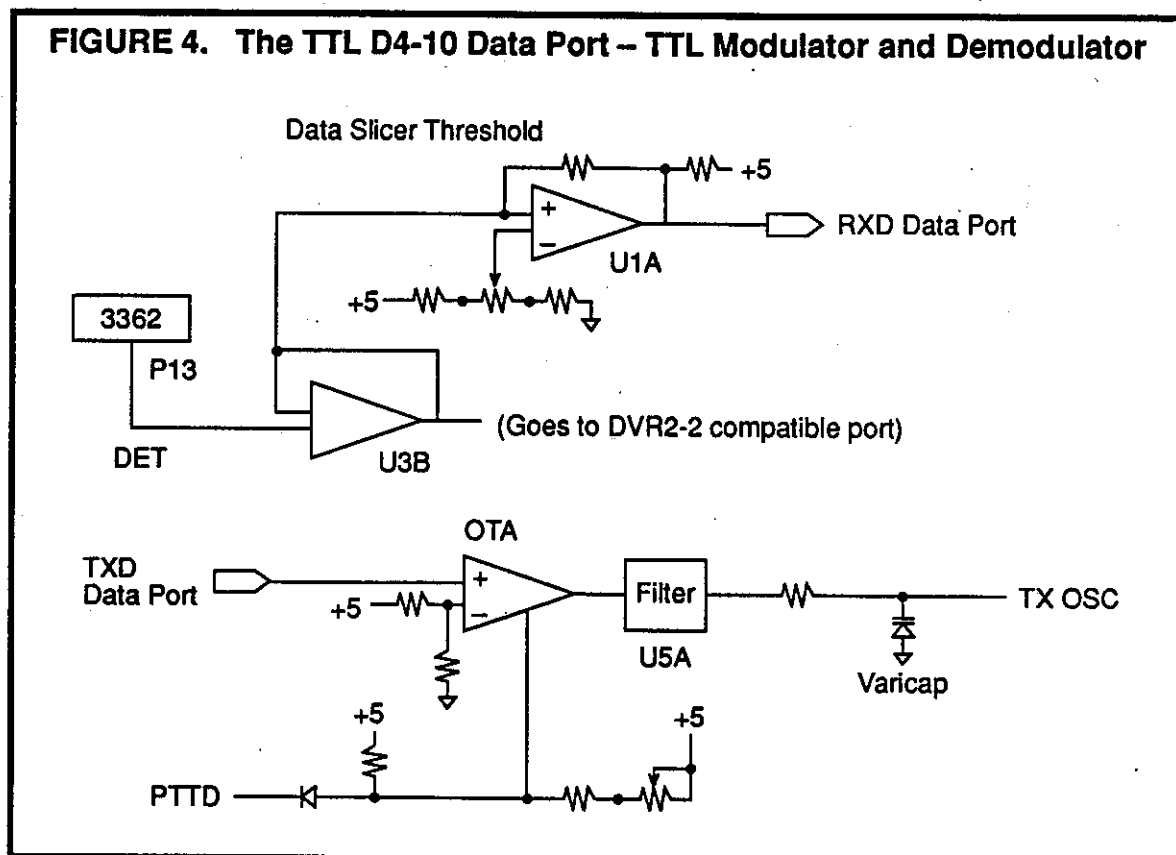 FIGURE 4. The TTL D4-10 Data Port – TTL Modulator and Demodulator
Data Slicer Threshold
+5
+
–
U1A
RXD Data Port
+5
3362
P13
DET
U3B
(Goes to DVR2-2 compatible port)
OTA
TXD
Data Port
+
–
+5
Filter
U5A
TX OSC
Varicap
+5
+5
PTTD